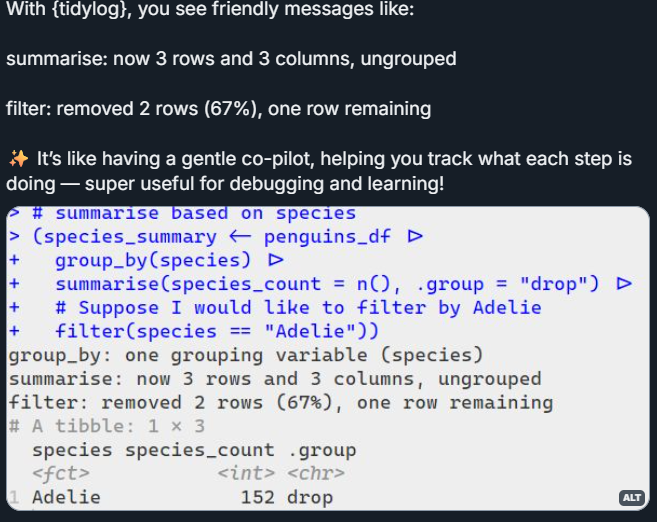 With {tidylog}, you see friendly messages like:
summarise: now 3 rows and 3 columns, ungrouped
filter: removed 2 rows (67%), one row remaining
✨ It’s like having a gentle co-pilot, helping you track what each step is
doing — super useful for debugging and learning!
> # summarise based on species
> (species_summary <- penguins_df |>
+   group_by(species) |>
+   summarise(species_count = n(), .group = "drop") |>
+   # Suppose I would like to filter by Adelie
+   filter(species == "Adelie"))
group_by: one grouping variable (species)
summarise: now 3 rows and 3 columns, ungrouped
filter: removed 2 rows (67%), one row remaining
# A tibble: 1 × 3
  species species_count .group
  <fct>           <int> <chr>
1 Adelie            152 drop
ALT